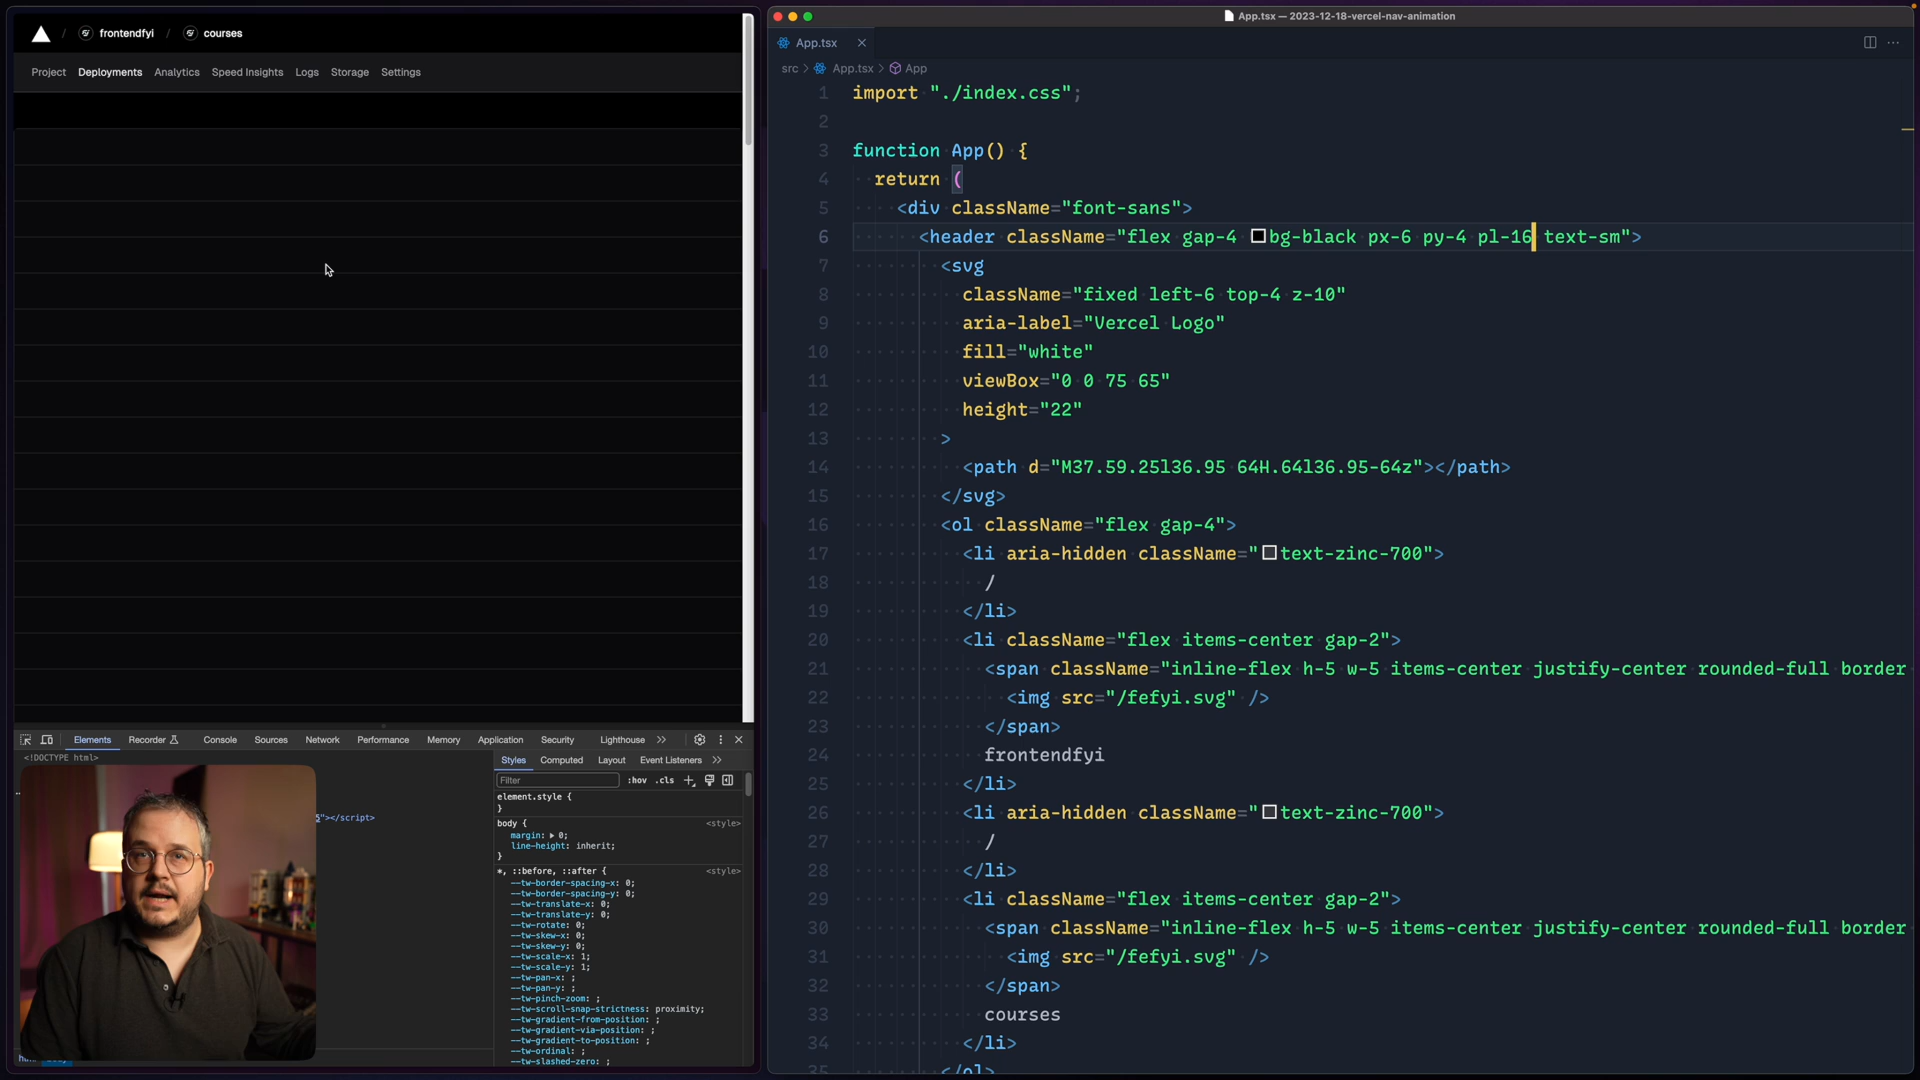 / frontendfyi / courses
Project Deployments Analytics Speed Insights Logs Storage Settings
Elements Recorder Console Sources Network Performance Memory Application Security Lighthouse »
<!DOCTYPE html>
"></script>
Styles Computed Layout Event Listeners »
Filter :hov .cls
element.style {
}
body { <style>
margin: ▶ 0;
line-height: inherit;
}
*, ::before, ::after { <style>
--tw-border-spacing-x: 0;
--tw-border-spacing-y: 0;
--tw-translate-x: 0;
--tw-translate-y: 0;
--tw-rotate: 0;
--tw-skew-x: 0;
--tw-skew-y: 0;
--tw-scale-x: 1;
--tw-scale-y: 1;
--tw-pan-x: ;
--tw-pan-y: ;
--tw-pinch-zoom: ;
--tw-scroll-snap-strictness: proximity;
--tw-gradient-from-position: ;
--tw-gradient-via-position: ;
--tw-gradient-to-position: ;
--tw-ordinal: ;
--tw-slashed-zero: ;
App.tsx — 2023-12-18-vercel-nav-animation
App.tsx
src > App.tsx > App
1 import "./index.css";
2
3 function App() {
4 return (
5 <div className="font-sans">
6 <header className="flex gap-4 bg-black px-6 py-4 pl-16 text-sm">
7 <svg
8 className="fixed left-6 top-4 z-10"
9 aria-label="Vercel Logo"
10 fill="white"
11 viewBox="0 0 75 65"
12 height="22"
13 >
14 <path d="M37.59.25l36.95 64H.64l36.95-64z"></path>
15 </svg>
16 <ol className="flex gap-4">
17 <li aria-hidden className="text-zinc-700">
18 /
19 </li>
20 <li className="flex items-center gap-2">
21 <span className="inline-flex h-5 w-5 items-center justify-center rounded-full border
22 <img src="/fefyi.svg" />
23 </span>
24 frontendfyi
25 </li>
26 <li aria-hidden className="text-zinc-700">
27 /
28 </li>
29 <li className="flex items-center gap-2">
30 <span className="inline-flex h-5 w-5 items-center justify-center rounded-full border
31 <img src="/fefyi.svg" />
32 </span>
33 courses
34 </li>
35 </ol>